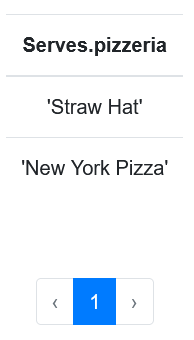 Serves.pizzeria
'Straw Hat'
'New York Pizza'
‹ 1 ›